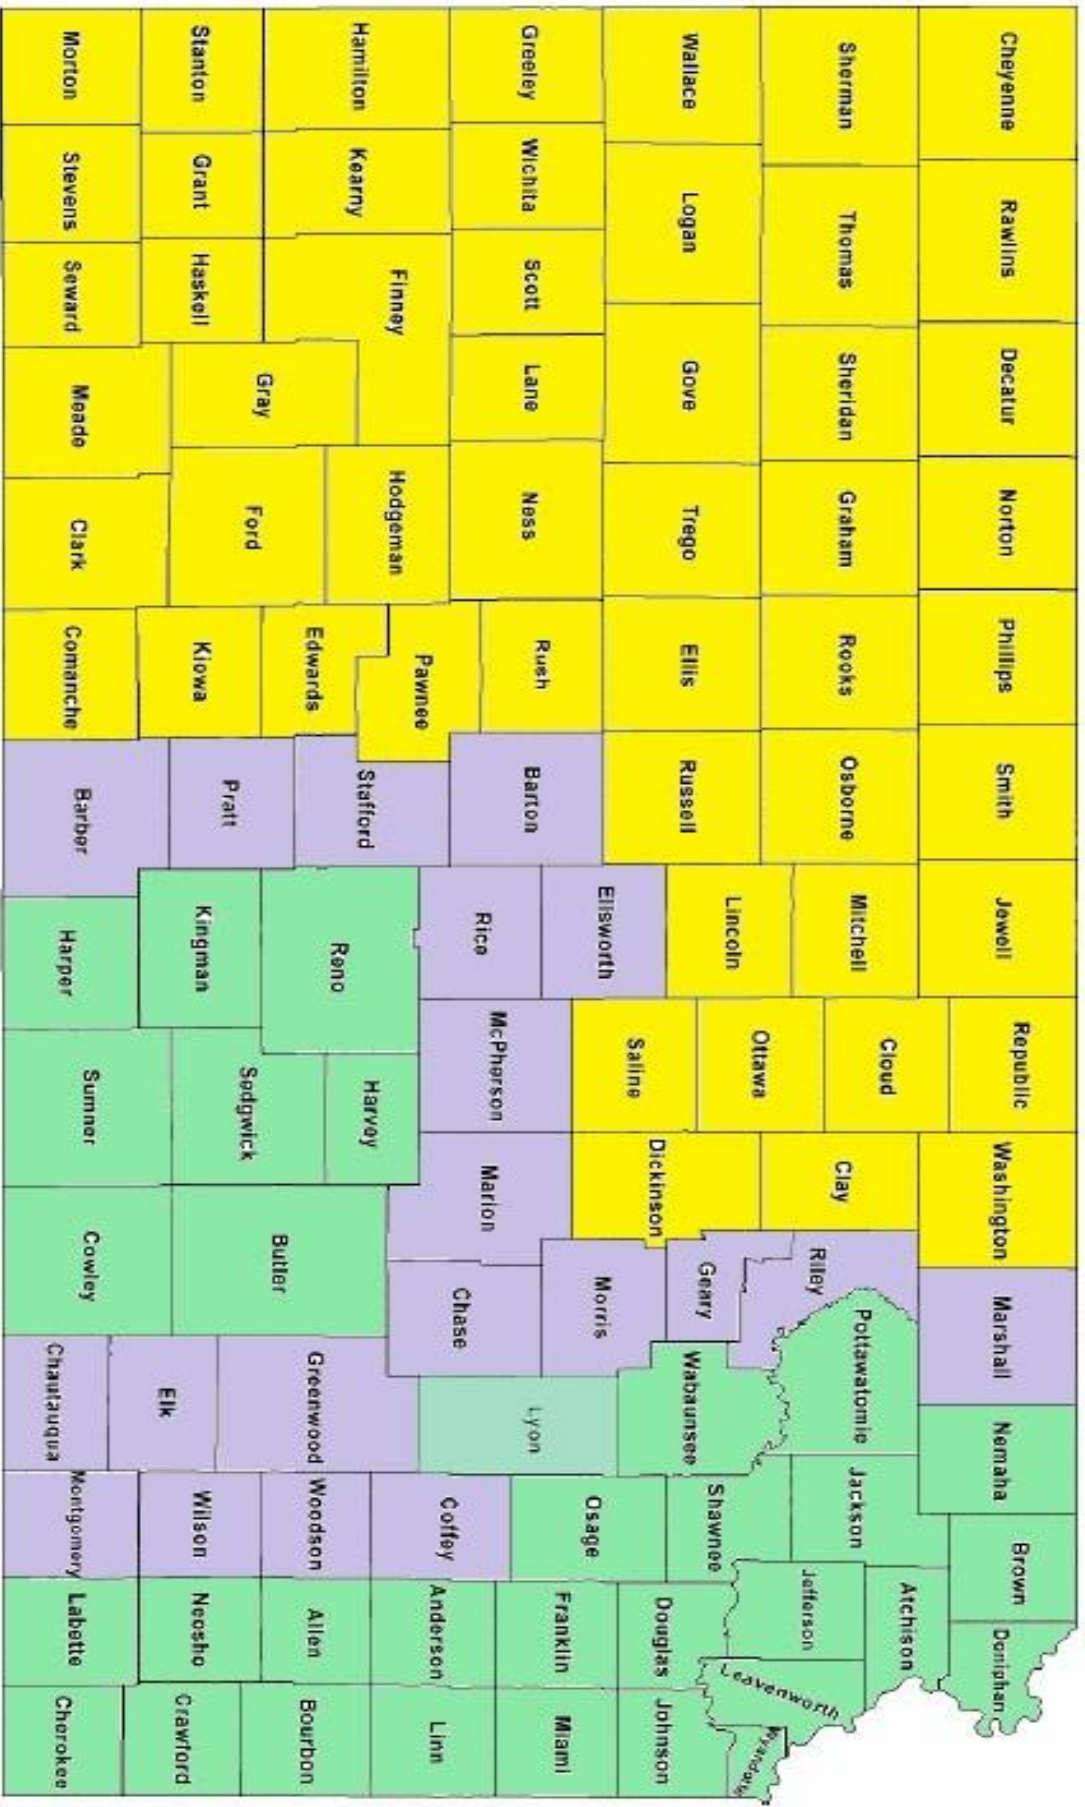 Cheyenne
Rawlins
Decatur
Norton
Phillips
Smith
Jewell
Republic
Washington
Marshall
Nemaha
Brown
Doniphan
Sherman
Thomas
Sheridan
Graham
Rooks
Osborne
Mitchell
Cloud
Clay
Riley
Pottawatomie
Jackson
Atchison
Jefferson
Leavenworth
Wyandotte
Wallace
Logan
Gove
Trego
Ellis
Russell
Lincoln
Ottawa
Saline
Dickinson
Geary
Wabaunsee
Shawnee
Douglas
Johnson
Greeley
Wichita
Scott
Lane
Ness
Rush
Barton
Ellsworth
Rice
McPherson
Marion
Morris
Chase
Lyon
Osage
Franklin
Miami
Hamilton
Kearny
Finney
Hodgeman
Pawnee
Stafford
Reno
Harvey
Butler
Greenwood
Coffey
Anderson
Linn
Stanton
Grant
Haskell
Gray
Ford
Edwards
Kiowa
Pratt
Kingman
Sedgwick
Elk
Woodson
Wilson
Allen
Neosho
Bourbon
Crawford
Morton
Stevens
Seward
Meade
Clark
Comanche
Barber
Harper
Sumner
Cowley
Chautauqua
Montgomery
Labette
Cherokee